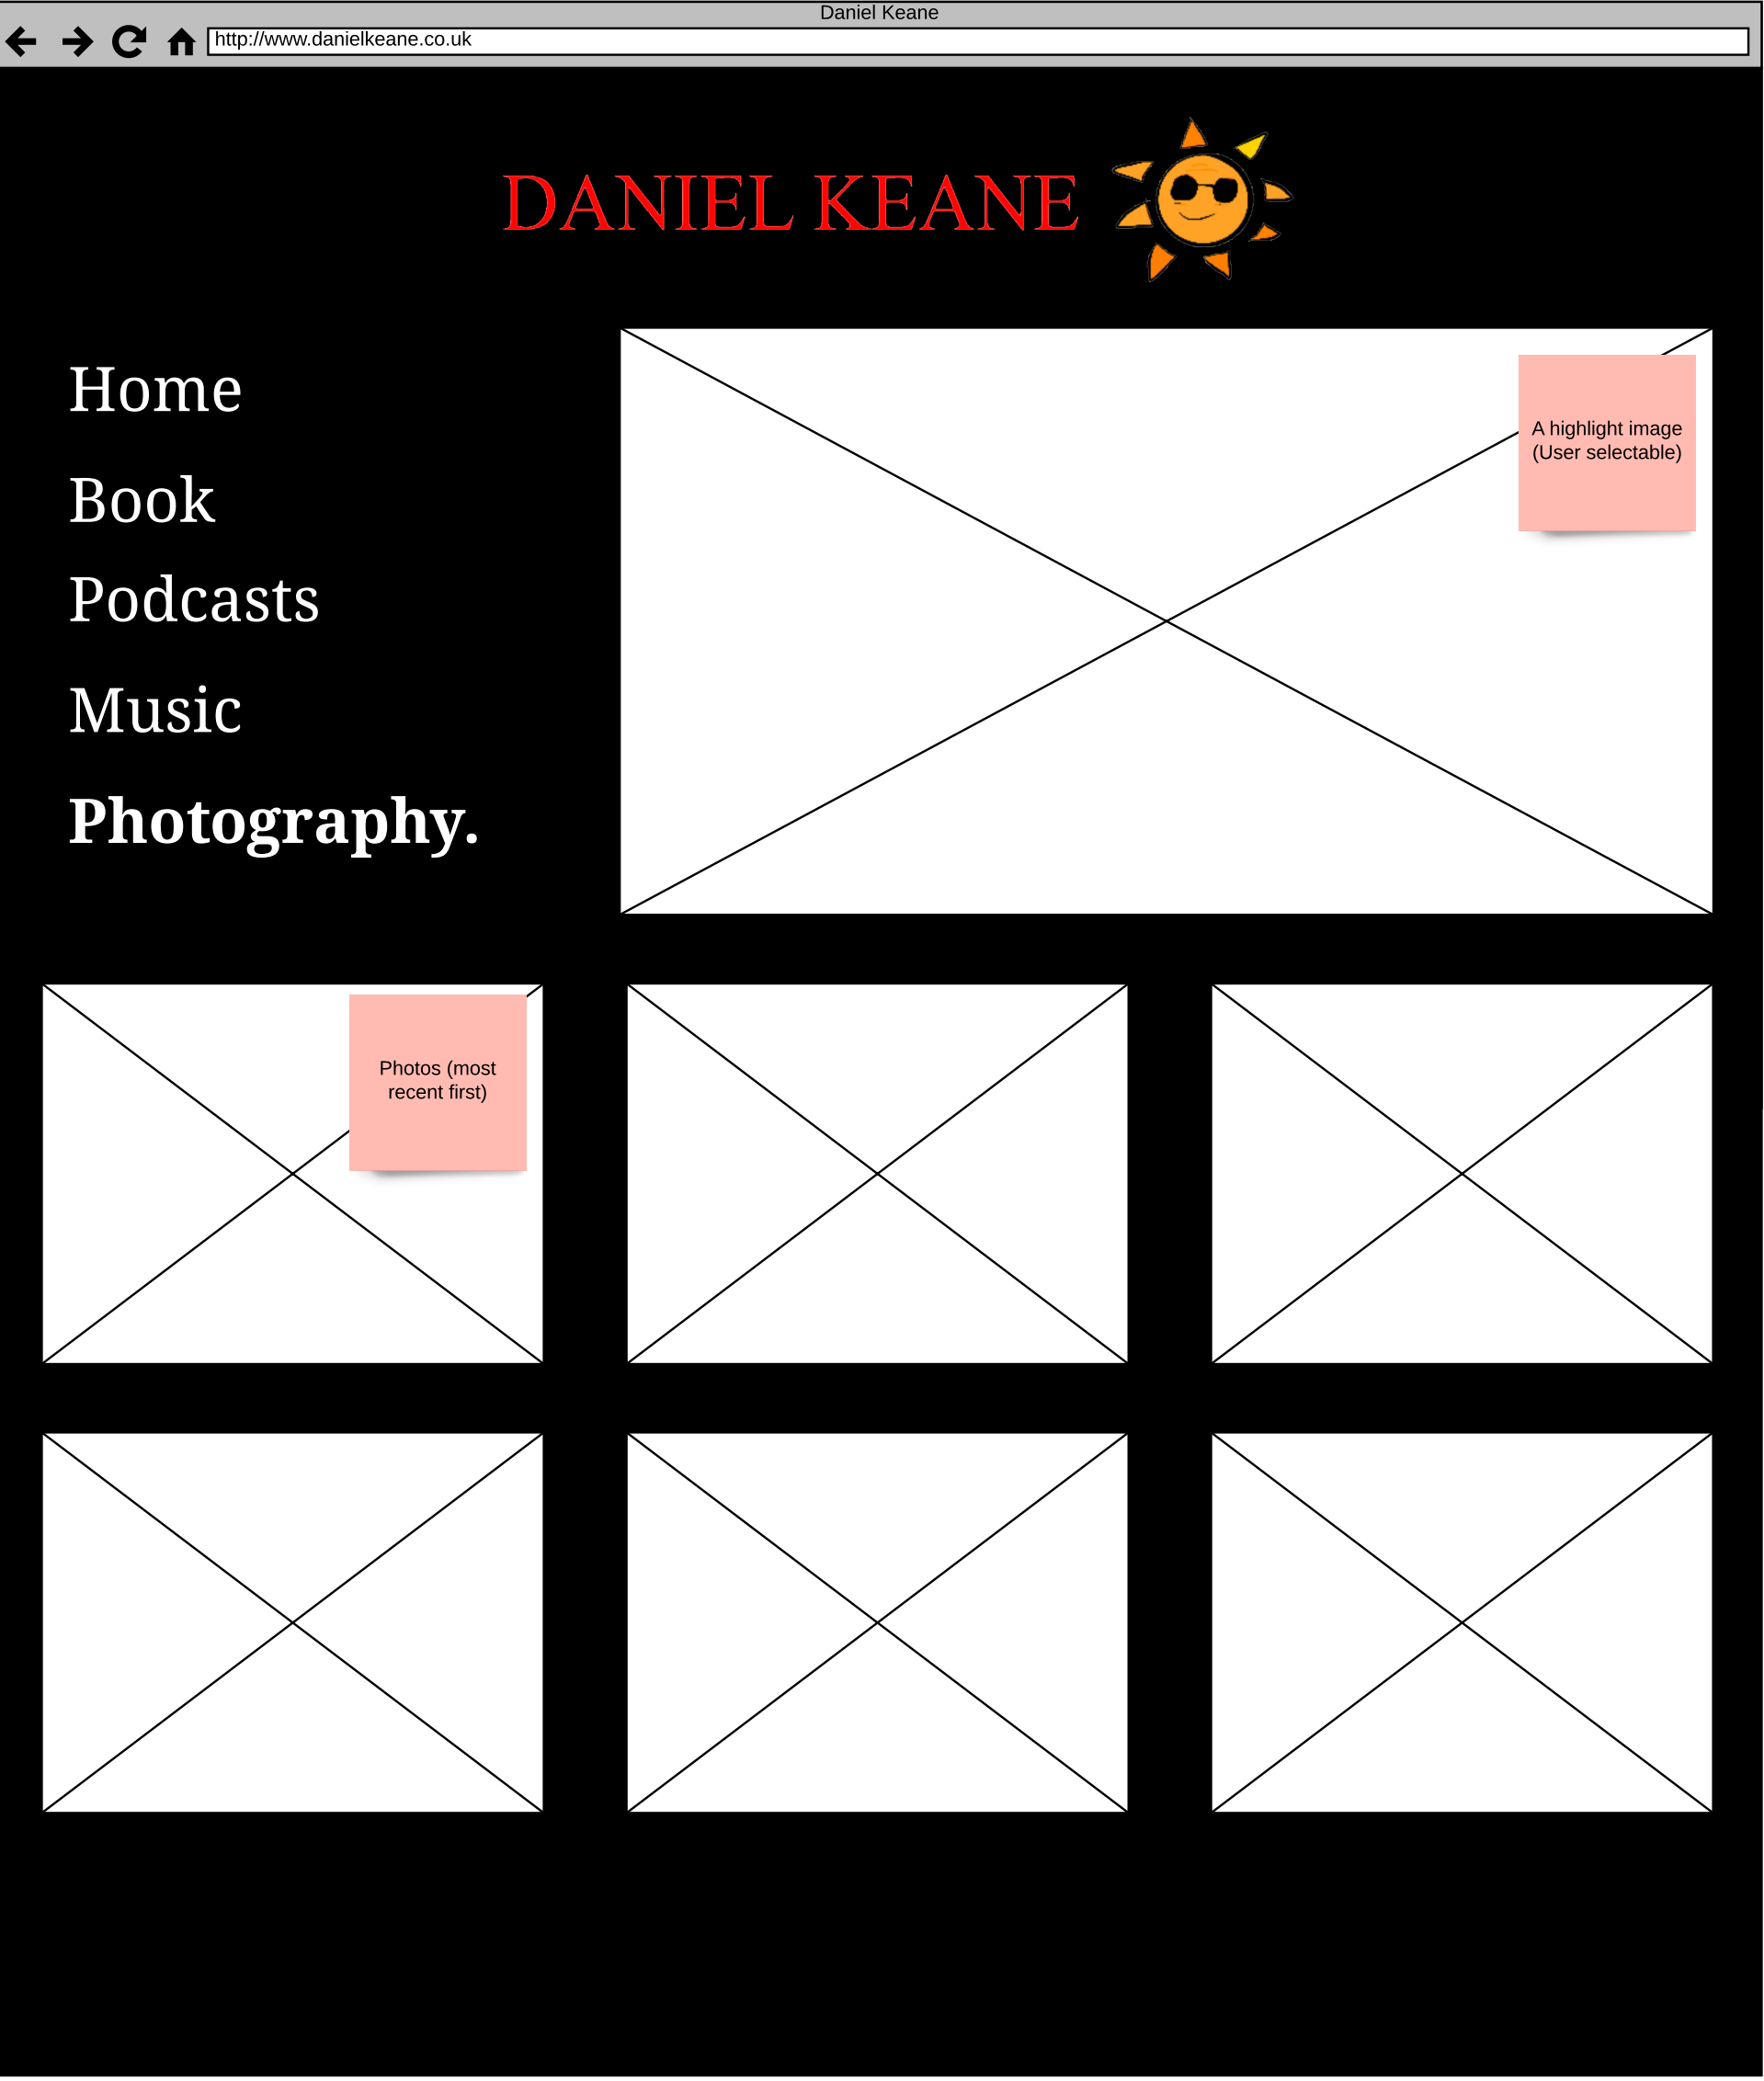 Daniel Keane
http://www.danielkeane.co.uk
DANIEL KEANE
Home
Book
Podcasts
Music
Photography.
A highlight image
(User selectable)
Photos (most
recent first)